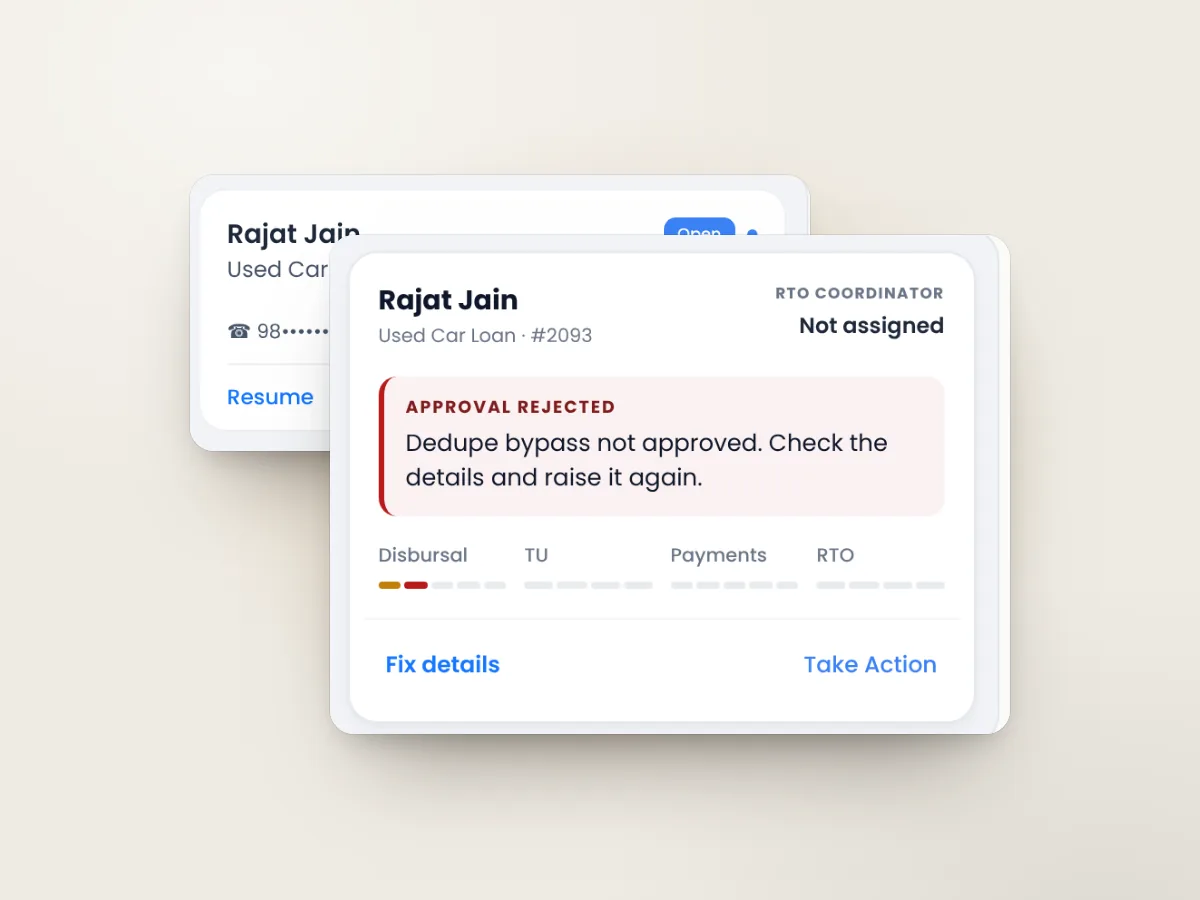 Rajat Jain
Open
Used Car
☎ 98••••••
Resume
Rajat Jain
Used Car Loan · #2093
RTO COORDINATOR
Not assigned
APPROVAL REJECTED
Dedupe bypass not approved. Check the
details and raise it again.
Disbursal
TU
Payments
RTO
Fix details
Take Action